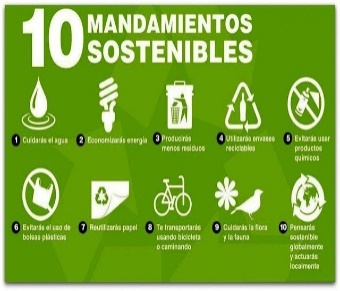 10 MANDAMIENTOS
SOSTENIBLES
1 Cuidarás el agua
2 Economizarás energía
3 Producirás
menos residuos
4 Utilizarás envases
reciclables
5 Evitarás usar
productos
químicos
6 Evitarás el uso de
bolsas plásticas
7 Reutilizarás papel
8 Te transportarás
usando bicicleta
o caminando
9 Cuidarás la flora
y la fauna
10 Pensarás
sostenible
globalmente
y actuarás
localmente